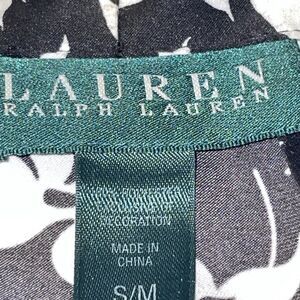 LAUREN
RALPH LAUREN
DECORATION
MADE IN
CHINA
S/M